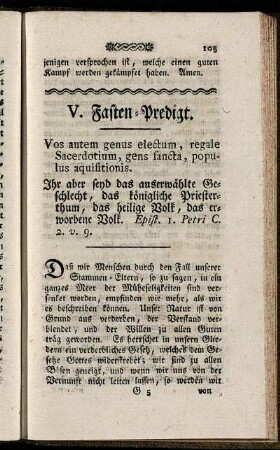 105
jenigen versprochen ist, welche einen guten
Kampf werden gekämpfet haben. Amen.
V. Fasten-Predigt.
Vos autem genus electum, regale
Sacerdotium, gens sancta, popu-
lus aquisitionis.
Ihr aber seyd das auserwählte Ge-
schlecht, das königliche Priester-
thum, das heilige Volk, das er-
worbene Volk. Epist. 1. Petri C.
2. v. 9.
Daß wir Menschen durch den Fall unserer
Stammen-Eltern, so zu sagen, in ein
ganzes Meer der Mühseligkeiten sind ver-
senket worden, empfinden wir mehr, als wir
es beschreiben können. Unser Natur ist von
Grund aus verdorben, der Verstand ver-
blendet, und der Willen zu allen Guten
träg geworden. Es herrschet in unsern Glie-
dern ein verderbliches Gesetz, welches dem Ge-
setze Gottes widerstrebet; wir sind zu allen
Bösen geneigt, und wenn wir uns von der
Vernunft nicht leiten lassen, so werden wir
G 5 von